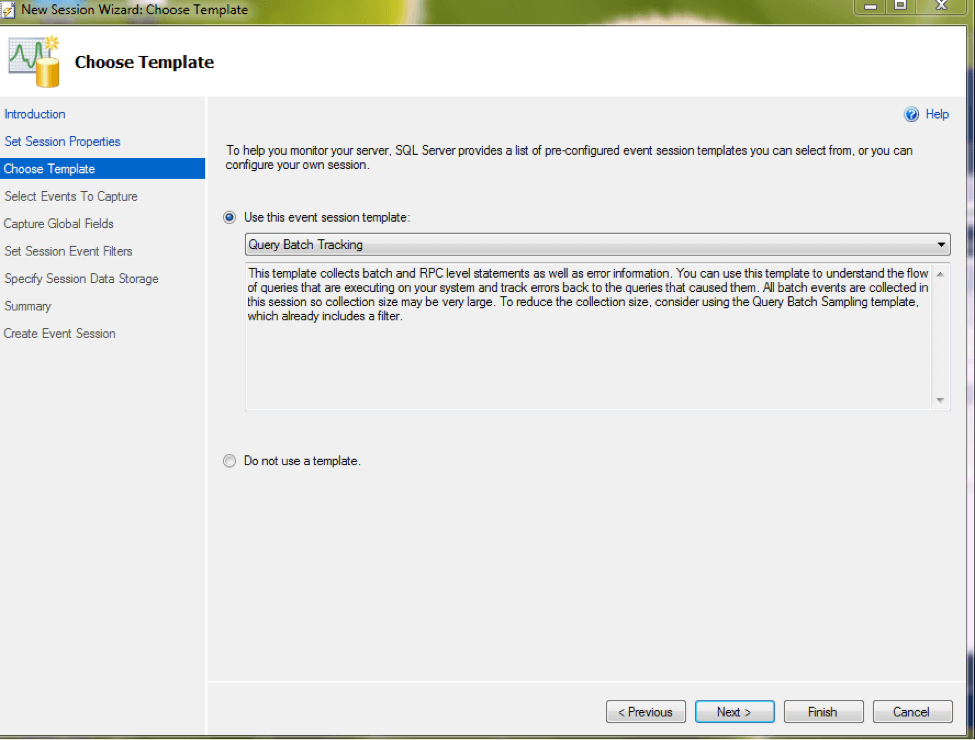 New Session Wizard: Choose Template
Choose Template
Introduction
Set Session Properties
Choose Template
Select Events To Capture
Capture Global Fields
Set Session Event Filters
Specify Session Data Storage
Summary
Create Event Session
Help
To help you monitor your server, SQL Server provides a list of pre-configured event session templates you can select from, or you can
configure your own session.
Use this event session template:
Query Batch Tracking
This template collects batch and RPC level statements as well as error information. You can use this template to understand the flow
of queries that are executing on your system and track errors back to the queries that caused them. All batch events are collected in
this session so collection size may be very large. To reduce the collection size, consider using the Query Batch Sampling template,
which already includes a filter.
Do not use a template.
< Previous
Next >
Finish
Cancel